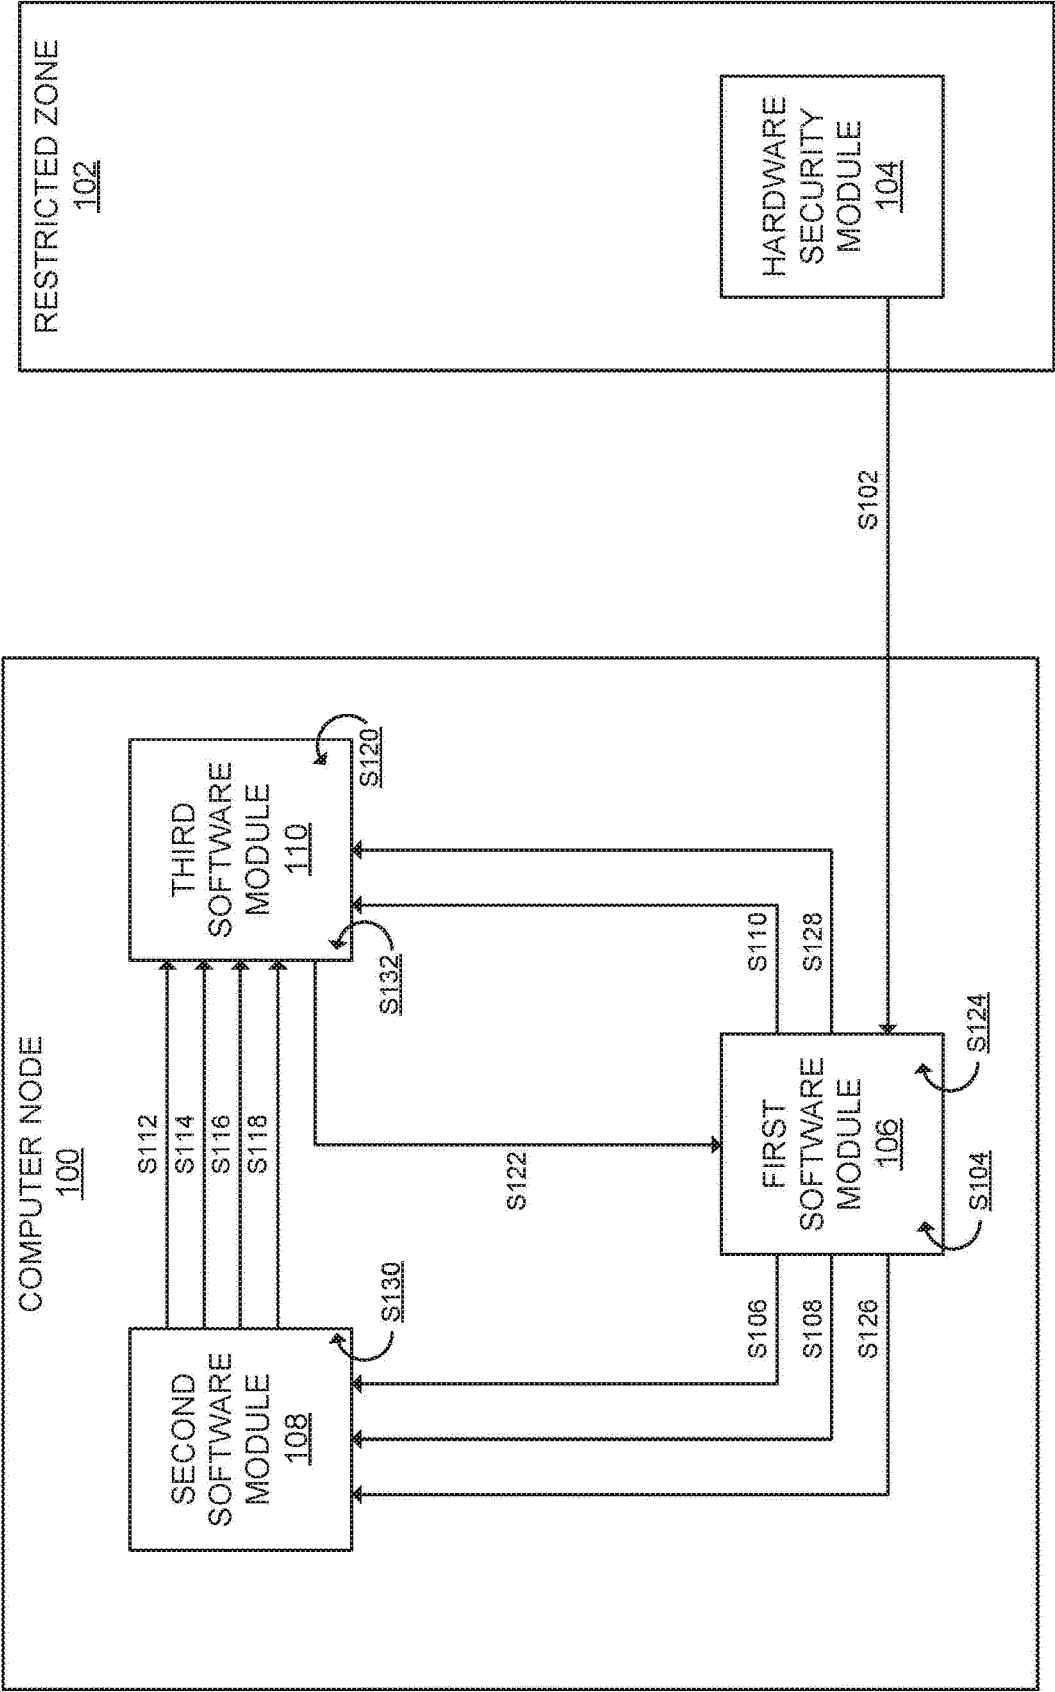 COMPUTER NODE
100
SECOND
SOFTWARE
MODULE
108
S112
S114
S116
S118
THIRD
SOFTWARE
MODULE
110
S120
S130
S132
S122
S106
S108
S126
S110
S128
FIRST
SOFTWARE
MODULE
106
S104
S124
S102
RESTRICTED ZONE
102
HARDWARE
SECURITY
MODULE
104